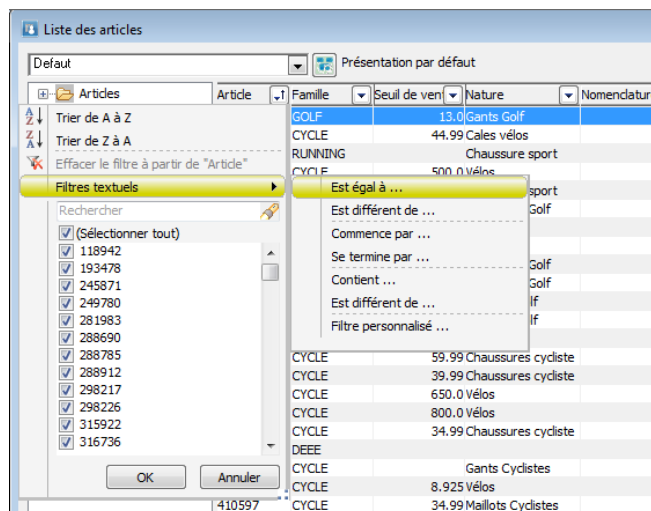 Liste des articles
Defaut
Présentation par défaut
Articles Article Famille Seuil de ven Nature Nomenclatur
Trier de A à Z
Trier de Z à A
Effacer le filtre à partir de "Article"
Filtres textuels
Rechercher
(Sélectionner tout)
118942
193478
245871
249780
281983
288690
288785
288912
298217
298226
315922
316736
OK Annuler
Est égal à ...
Est différent de ...
Commence par ...
Se termine par ...
Contient ...
Est différent de ...
Filtre personnalisé ...
GOLF 13.0 Gants Golf
CYCLE 44.99 Cales vélos
RUNNING Chaussure sport
CYCLE 500.0 Vélos
sport
Golf
Golf
Golf
lf
lf
CYCLE 59.99 Chaussures cycliste
CYCLE 39.99 Chaussures cycliste
CYCLE 650.0 Vélos
CYCLE 800.0 Vélos
CYCLE 34.99 Chaussures cycliste
DEEE
CYCLE Gants Cyclistes
CYCLE 8.925 Vélos
410597 CYCLE 34.99 Maillots Cyclistes